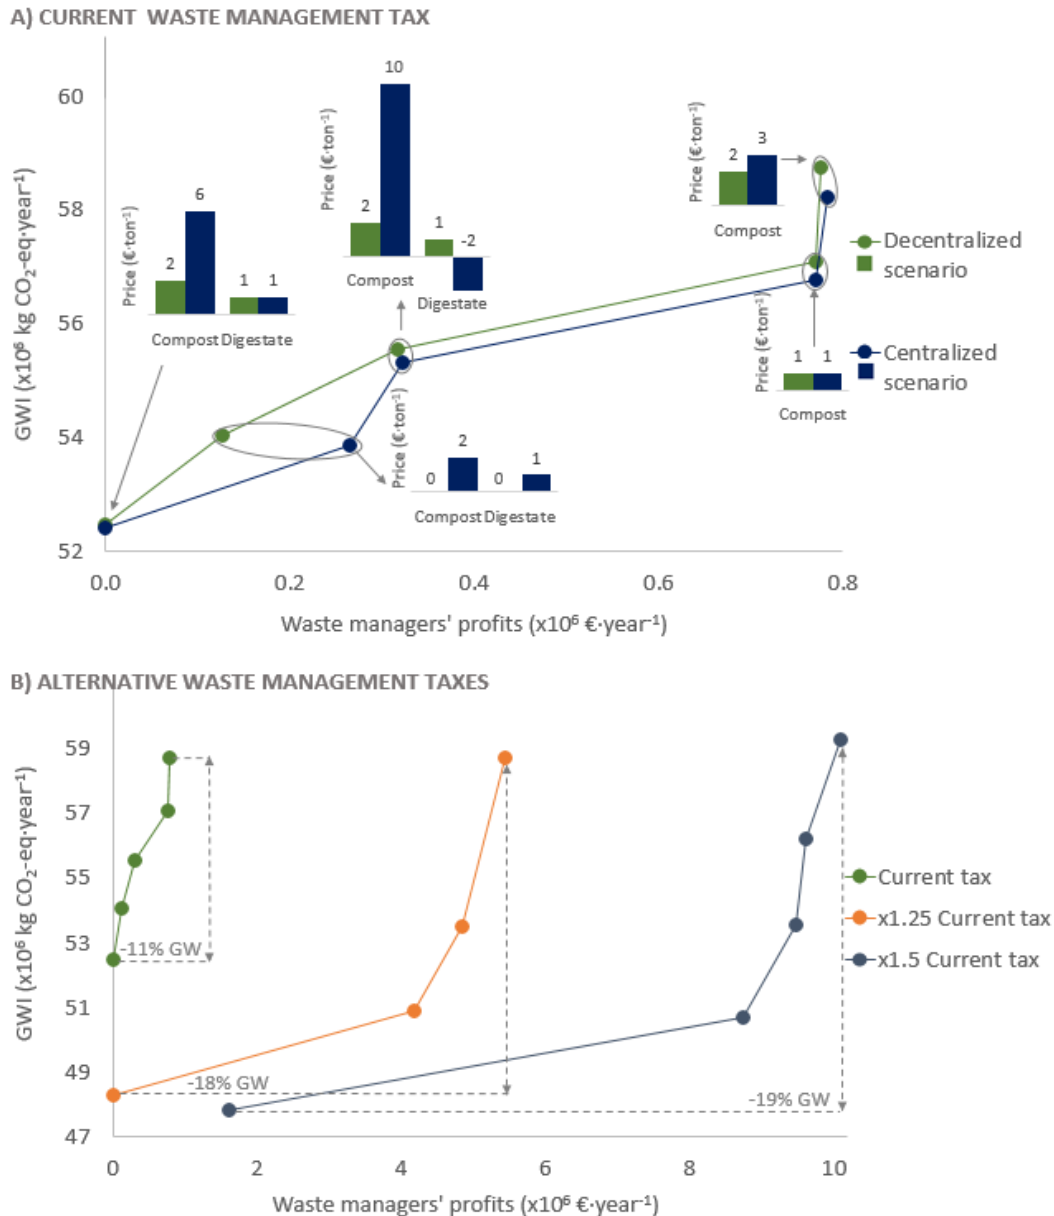 A) CURRENT  WASTE MANAGEMENT TAX
GWI (x10⁶ kg CO₂-eq·year⁻¹)
60
58
56
54
52
0.0
0.2
0.4
0.6
0.8
Waste managers' profits (x10⁶ €·year⁻¹)
Price (€·ton⁻¹)
2
6
1
1
Compost Digestate
Price (€·ton⁻¹)
2
10
1
-2
Compost
Digestate
Price (€·ton⁻¹)
0
2
0
1
Compost Digestate
Price (€·ton⁻¹)
2
3
Compost
Price (€·ton⁻¹)
1
1
Compost
Decentralized
scenario
Centralized
scenario
B) ALTERNATIVE WASTE MANAGEMENT TAXES
GWI (x10⁶ kg CO₂-eq·year⁻¹)
59
57
55
53
51
49
47
-11% GW
-18% GW
-19% GW
Current tax
x1.25 Current tax
x1.5 Current tax
0
2
4
6
8
10
Waste managers' profits (x10⁶ €·year⁻¹)